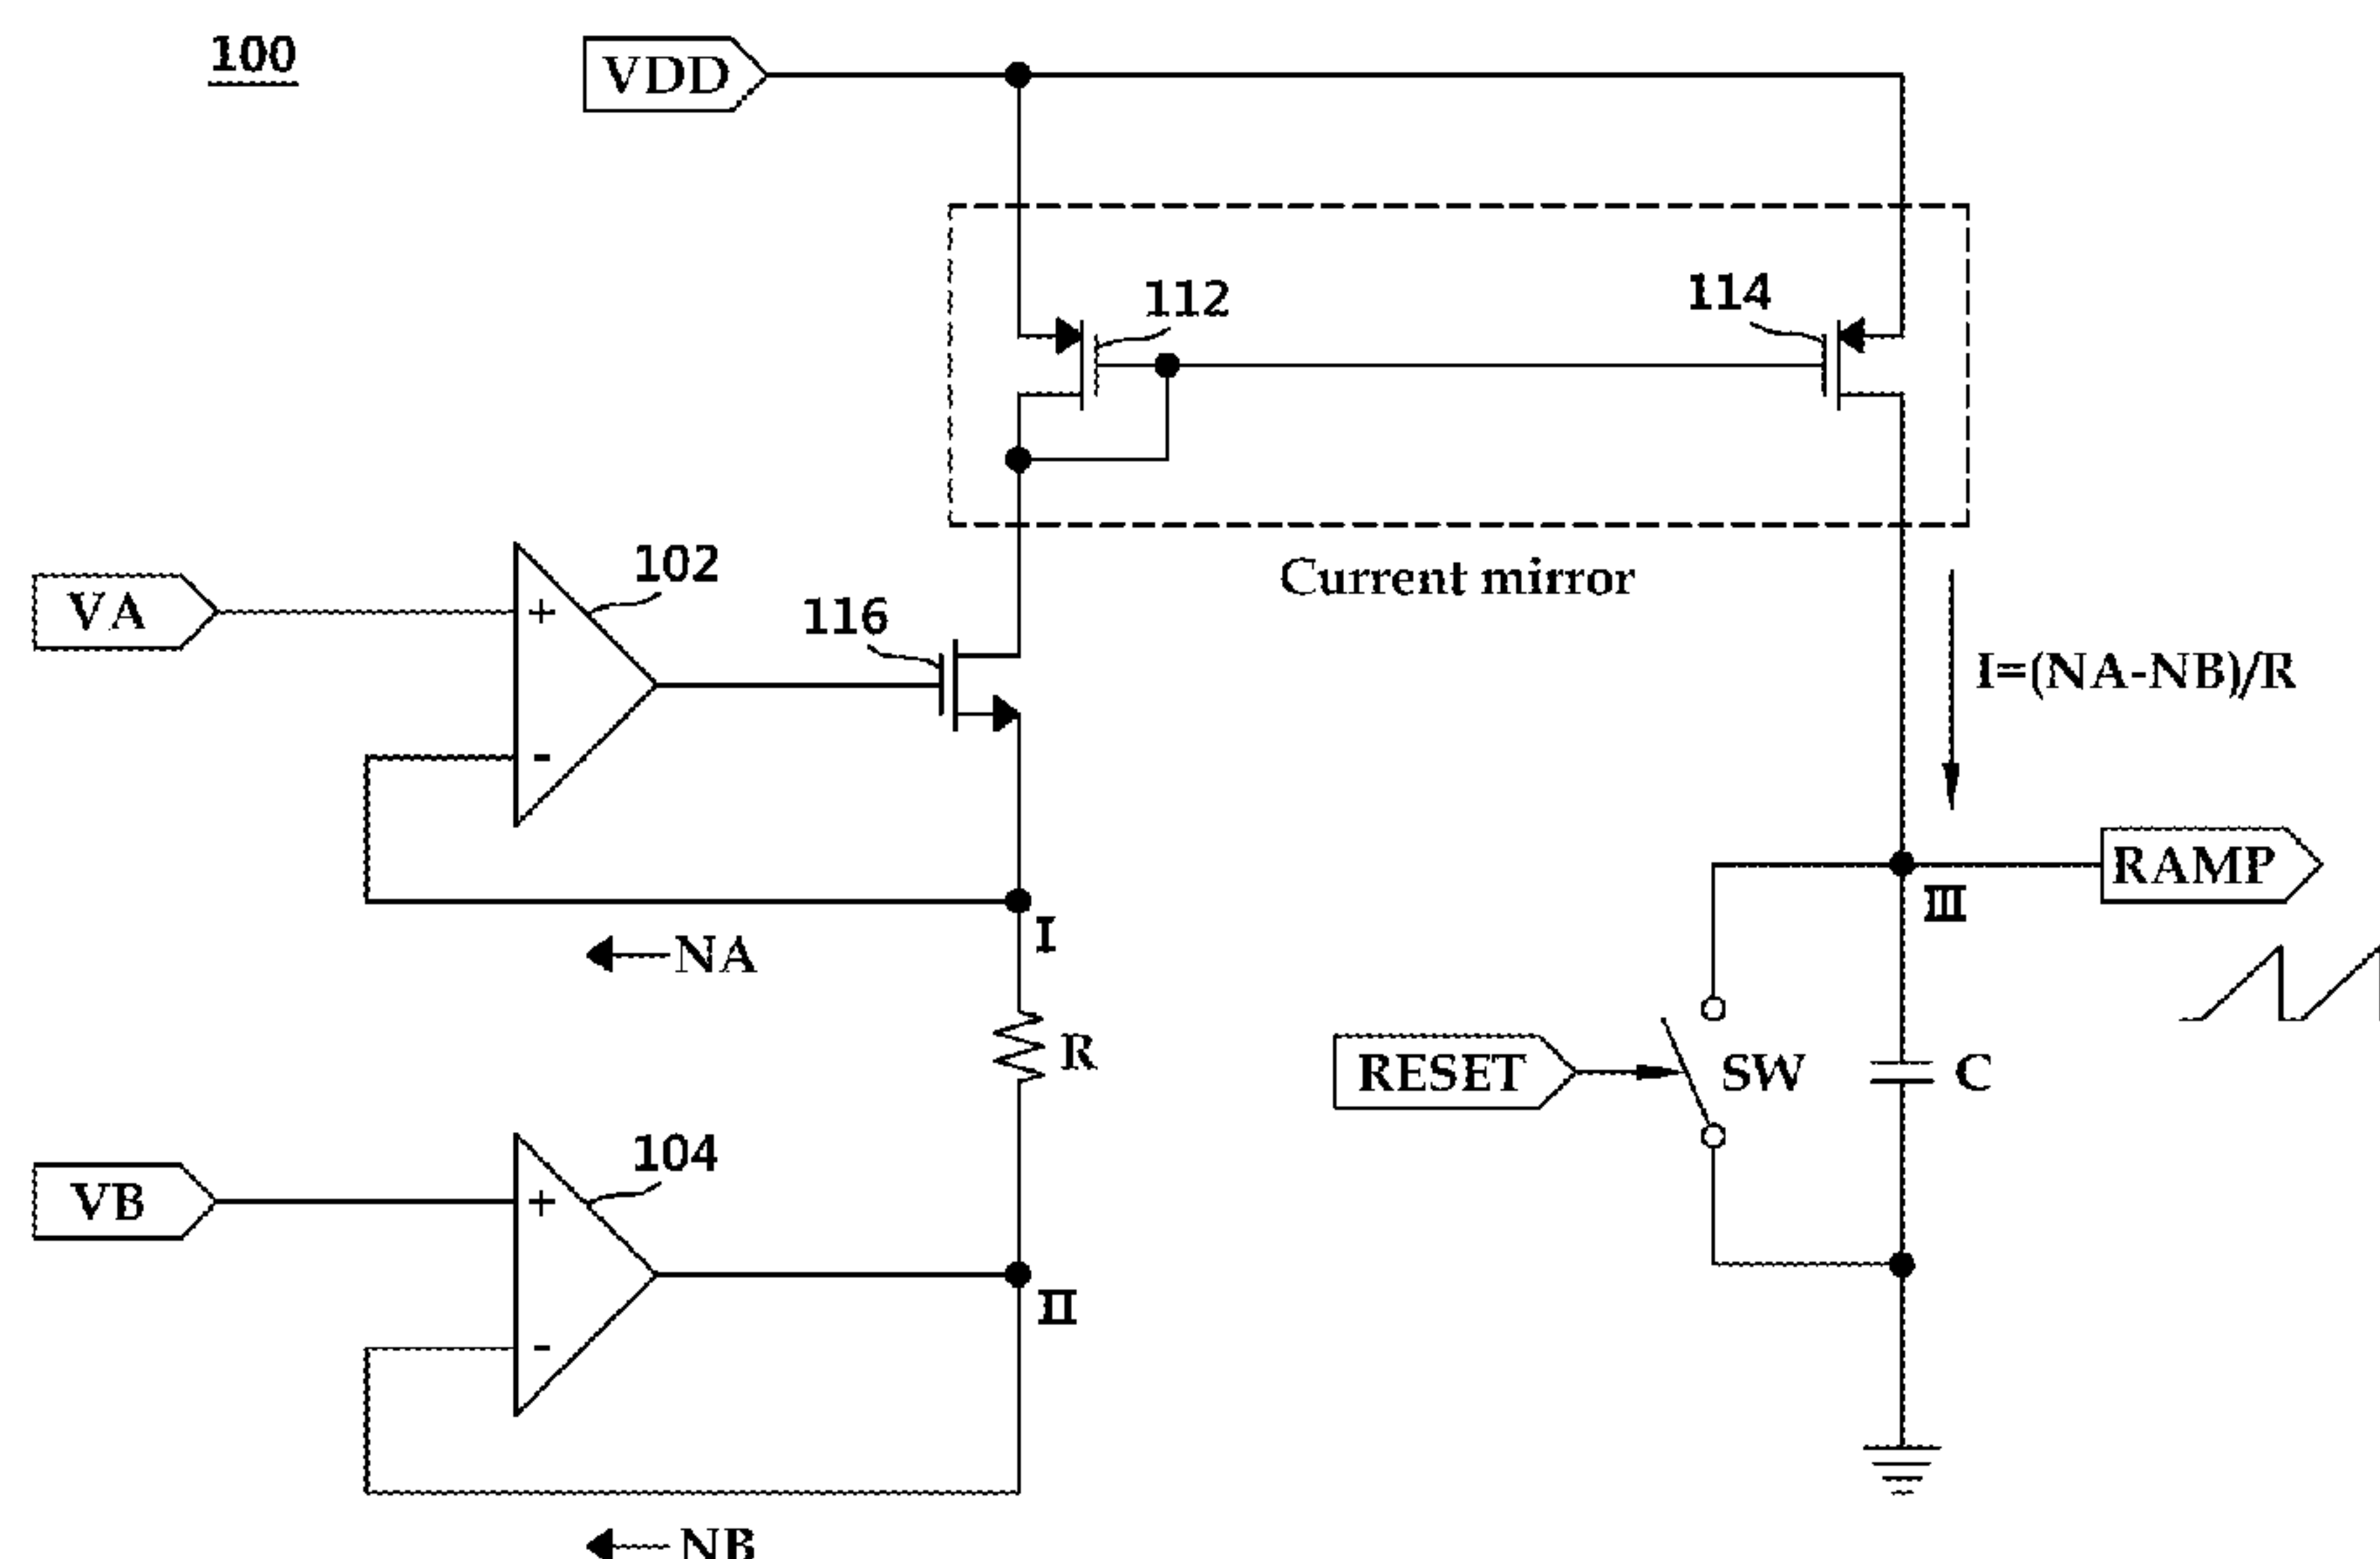 100
VDD
112
114
Current mirror
VA
+
-
102
116
I=(NA-NB)/R
RAMP
III
I
NA
R
RESET
SW
C
VB
+
-
104
II
NB